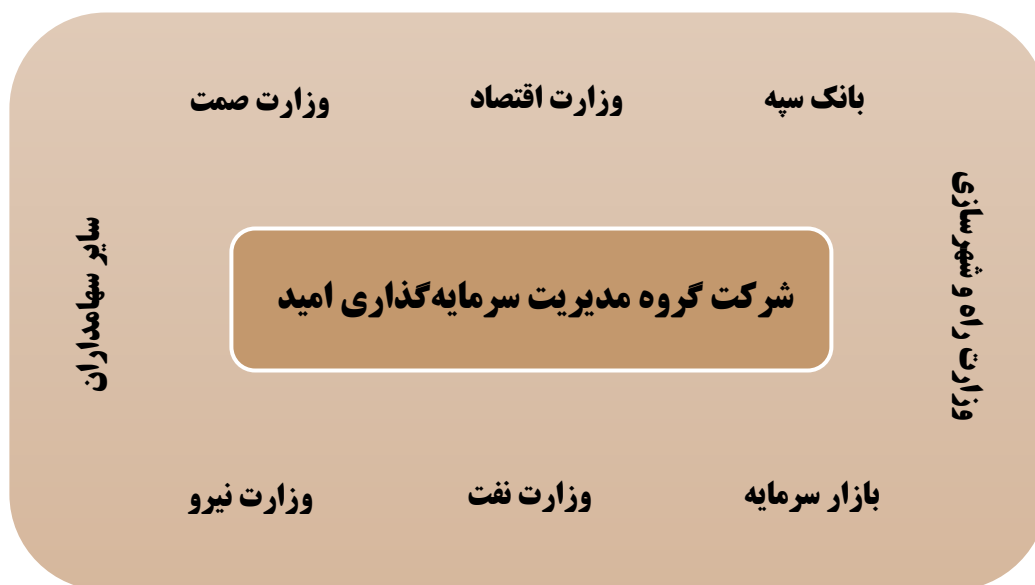 بانک سپه
وزارت اقتصاد
وزارت صمت
وزارت راه و شهرسازی
سایر سهامداران
شرکت گروه مدیریت سرمایه‌گذاری امید
بازار سرمایه
وزارت نفت
وزارت نیرو